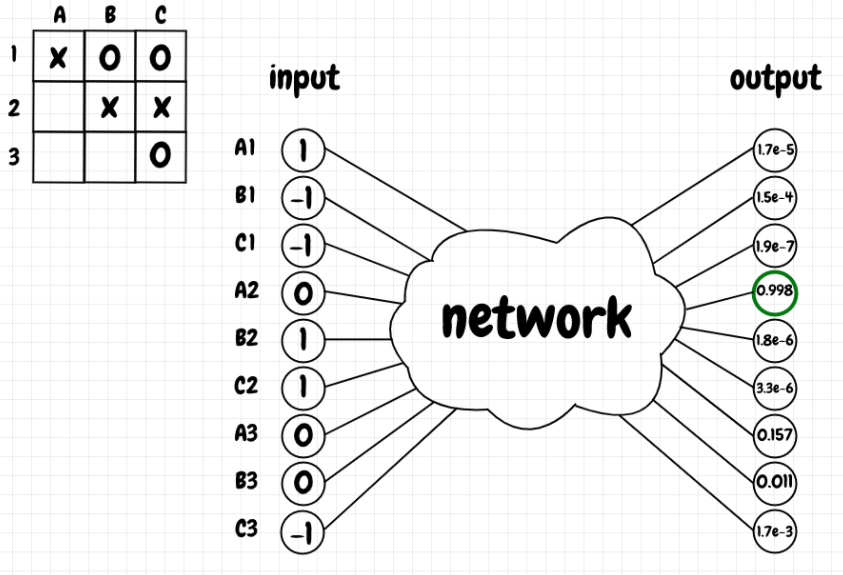 A B C
1 X O O
2 X X
3 O
input output
A1 1 1.7e-5
B1 -1 1.5e-4
C1 -1 1.9e-7
A2 0 0.998
B2 1 1.8e-6
C2 1 3.3e-6
A3 0 0.157
B3 0 0.011
C3 -1 1.7e-3
network